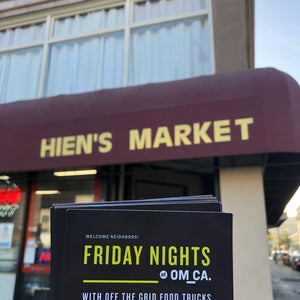 HIEN'S MARKET
WELCOME NEIGHBORS!
FRIDAY NIGHTS
AT OM CA.
WITH OFF THE GRID FOOD TRUCKS